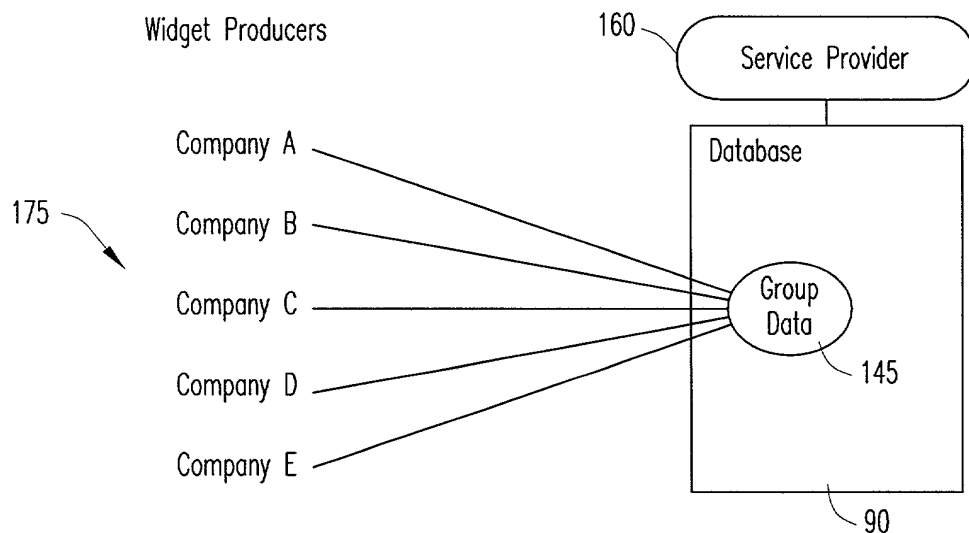 Widget Producers
160
Service Provider
Company A
Database
175
Company B
Company C
Group
Data
Company D
145
Company E
90